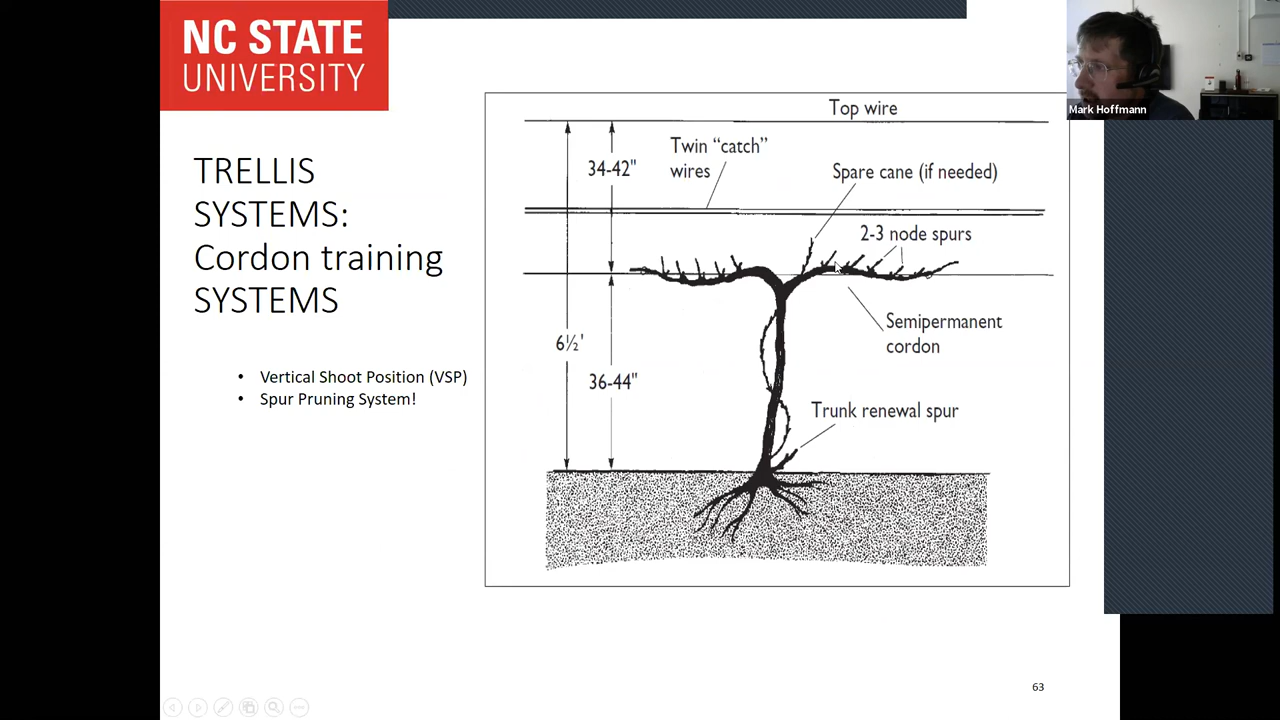 NC STATE
UNIVERSITY
Mark Hoffmann
TRELLIS
SYSTEMS:
Cordon training
SYSTEMS
• Vertical Shoot Position (VSP)
• Spur Pruning System!
Top wire
Twin “catch”
wires
34-42"
Spare cane (if needed)
2-3 node spurs
Semipermanent
cordon
6½'
36-44"
Trunk renewal spur
63